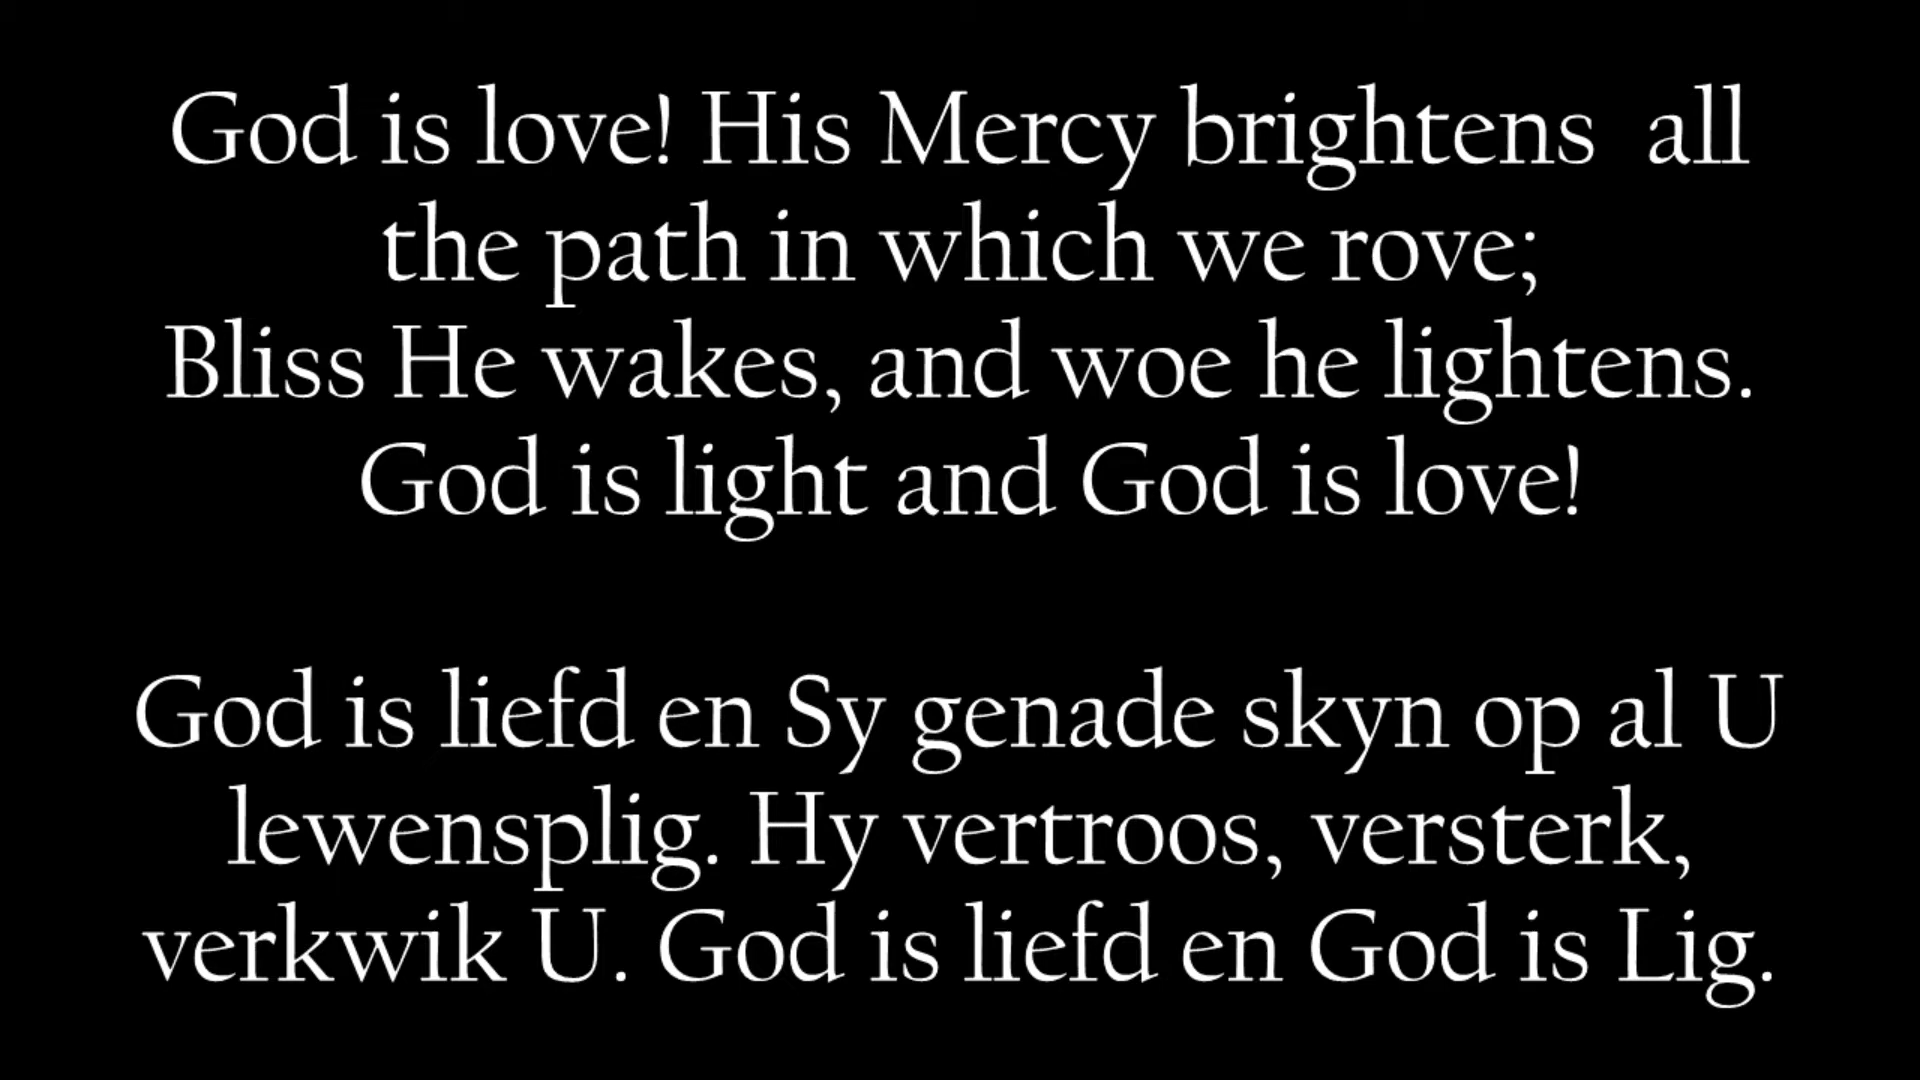 God is love! His Mercy brightens  all
the path in which we rove;
Bliss He wakes, and woe he lightens.
God is light and God is love!
God is liefd en Sy genade skyn op al U
lewensplig. Hy vertroos, versterk,
verkwik U. God is liefd en God is Lig.